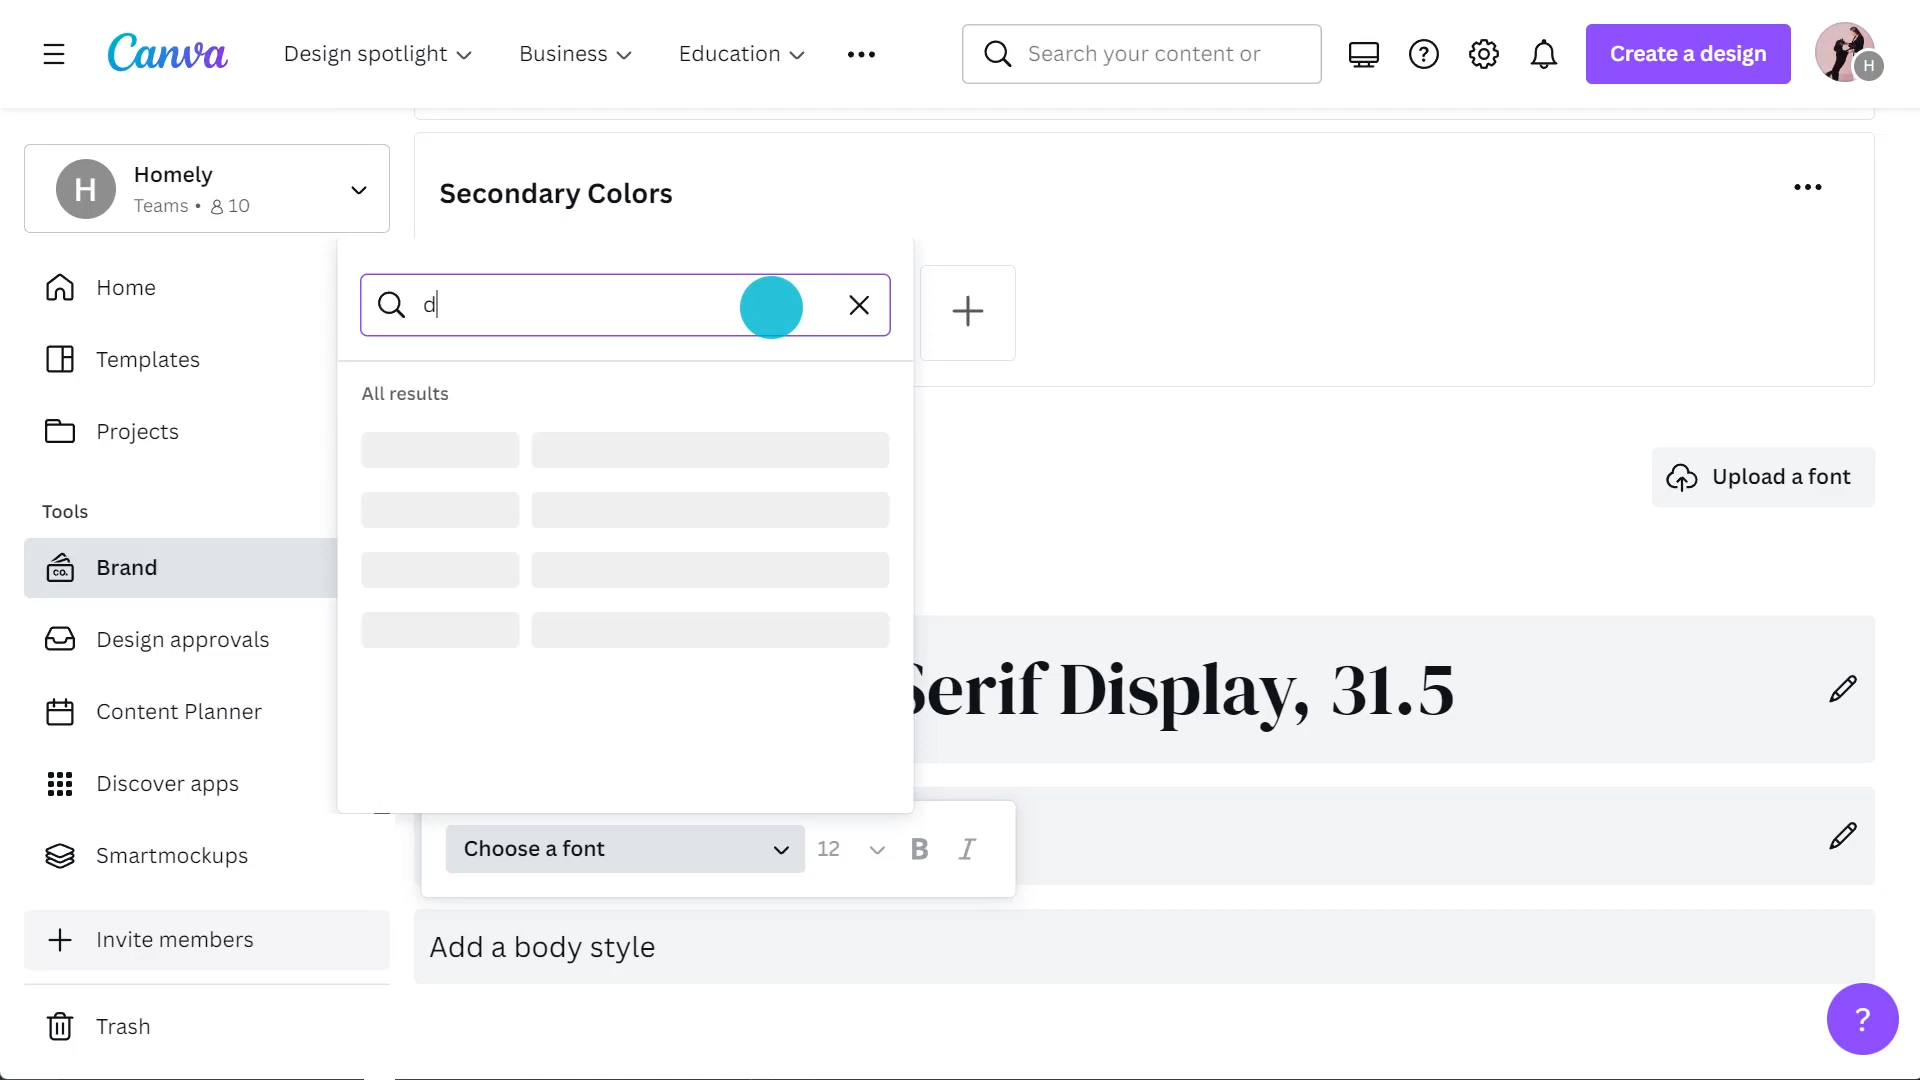 Canva
Design spotlight
Business
Education
Search your content or
Create a design
H
H
Homely
Teams • 10
Secondary Colors
Home
d
Templates
All results
Projects
Upload a font
Tools
CO.
Brand
Design approvals
Serif Display, 31.5
Content Planner
Discover apps
Choose a font
12
B
I
Smartmockups
Invite members
Add a body style
Trash
?